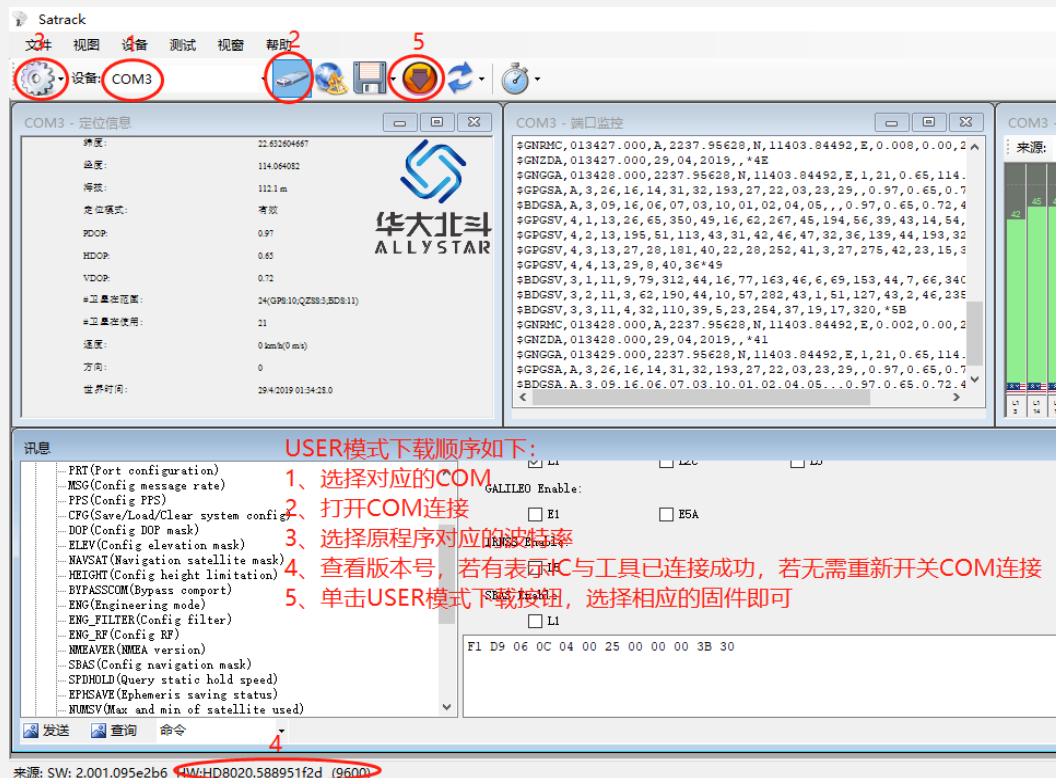 Satrack
文件 视图 设备 测试 视窗 帮助
3 1 2 5
设备: COM3
COM3 - 定位信息
纬度: 22.632604667
经度: 114.064082
海拔: 112.1 m
定位模式: 有效
PDOP: 0.97
HDOP: 0.65
VDOP: 0.72
#卫星在范围: 24(GPS:10;QZSS:3;BDS:11)
#卫星在使用: 21
速度: 0 km/h(0 m/s)
方向: 0
世界时间: 29/4/2019 01:34:28.0
华大北斗
ALLYSTAR
COM3 - 端口监控
$GNRMC,013427.000,A,2237.95628,N,11403.84492,E,0.008,0.00,2
$GNZDA,013427.000,29,04,2019,,*4E
$GNGGA,013428.000,2237.95628,N,11403.84492,E,1,21,0.65,114.
$GPGSA,A,3,26,16,14,31,32,193,27,22,03,23,29,,0.97,0.65,0.7
$BDGSA,A,3,09,16,06,07,03,10,01,02,04,05,,,0.97,0.65,0.72,4
$GPGSV,4,1,13,26,65,350,49,16,62,267,45,194,56,39,43,14,54,
$GPGSV,4,2,13,195,51,113,43,31,42,46,47,32,36,139,44,193,32
$GPGSV,4,3,13,27,28,181,40,22,28,252,41,3,27,275,42,23,15,3
$GPGSV,4,4,13,29,8,40,36*49
$BDGSV,3,1,11,9,79,312,44,16,77,163,46,6,69,153,44,7,66,340
$BDGSV,3,2,11,3,62,190,44,10,57,282,43,1,51,127,43,2,46,235
$BDGSV,3,3,11,4,32,110,39,5,23,254,37,19,17,320,*5B
$GNRMC,013428.000,A,2237.95628,N,11403.84492,E,0.002,0.00,2
$GNZDA,013428.000,29,04,2019,,*41
$GNGGA,013429.000,2237.95628,N,11403.84492,E,1,21,0.65,114.
$GPGSA,A,3,26,16,14,31,32,193,27,22,03,23,29,,0.97,0.65,0.7
$BDGSA,A,3,09,16,06,07,03,10,01,02,04,05,,,0.97,0.65,0.72,4
COM3 -
来源:
42 45 4
讯息
PRT(Port configuration)
MSG(Config message rate)
PPS(Config PPS)
CFG(Save/Load/Clear system config)
DOP(Config DOP mask)
ELEV(Config elevation mask)
NAVSAT(Navigation satellite mask)
HEIGHT(Config height limitation)
BYPASSCOM(Bypass comport)
ENG(Engineering mode)
ENG_FILTER(Config filter)
ENG_RF(Config RF)
NMEAVER(NMEA version)
SBAS(Config navigation mask)
SPDHOLD(Query static hold speed)
EPHSAVE(Ephemeris saving status)
NUMSV(Max and min of satellite used)
USER模式下载顺序如下:
1、选择对应的COM
2、打开COM连接
3、选择原程序对应的波特率
4、查看版本号，若有表示IC与工具已连接成功，若无需重新开关COM连接
5、单击USER模式下载按钮，选择相应的固件即可
L1 L2C L5
GALILEO Enable:
E1 E5A
IRNSS Enable:
L5
SBAS Enable:
L1
F1 D9 06 0C 04 00 25 00 00 00 3B 30
发送 查询 命令
4
来源: SW: 2.001.095e2b6 HW:HD8020.588951f2d (9600)